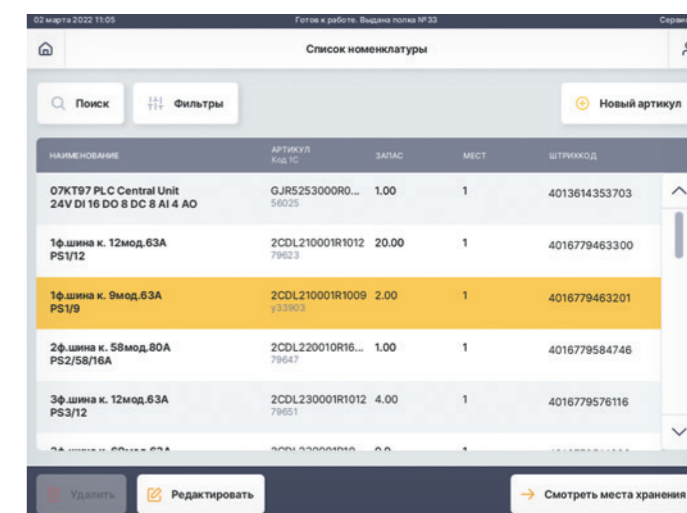 02 марта 2022 11:05 Готов к работе. Выдана полка №33 Сервис
Список номенклатуры
Поиск Фильтры Новый артикул
НАИМЕНОВАНИЕ АРТИКУЛ ЗАПАС МЕСТ ШТРИХКОД
Код 1С
07KT97 PLC Central Unit GJR5253000R0... 1.00 1 4013614353703
24V DI 16 DO 8 DC 8 AI 4 AO 56025
1ф.шина к. 12мод.63А 2CDL210001R1012 20.00 1 4016779463300
PS1/12 79623
1ф.шина к. 9мод.63А 2CDL210001R1009 2.00 1 4016779463201
PS1/9 у33903
2ф.шина к. 58мод.80А 2CDL220010R16... 1.00 1 4016779584746
PS2/58/16A 79647
3ф.шина к. 12мод.63А 2CDL230001R1012 4.00 1 4016779576116
PS3/12 79651
Удалить Редактировать Смотреть места хранения